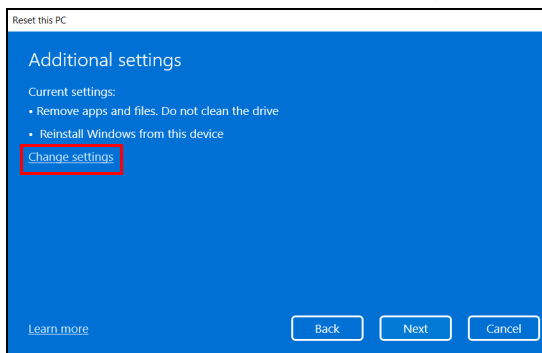 Reset this PC
Additional settings
Current settings:
▪ Remove apps and files. Do not clean the drive
▪ Reinstall Windows from this device
Change settings
Learn more
Back
Next
Cancel